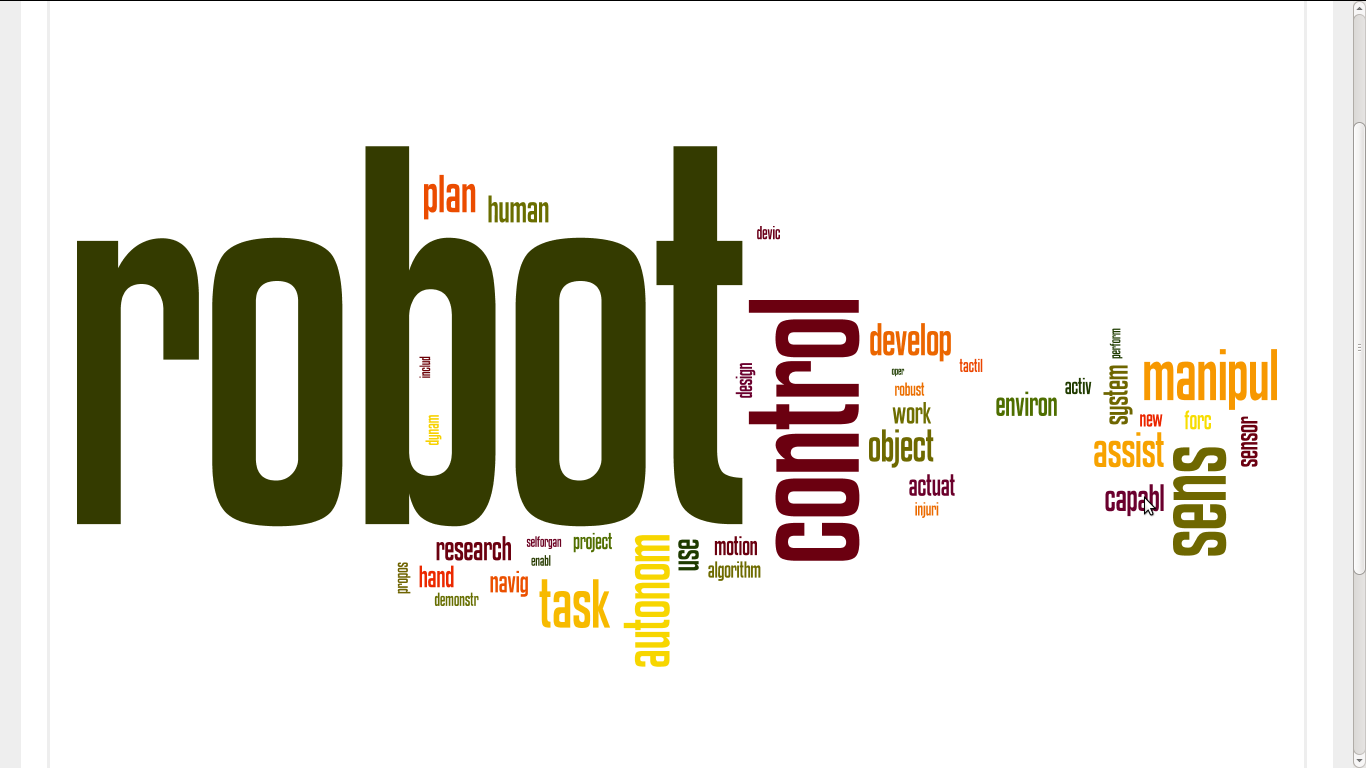 robot
plan
human
devic
includ
dynam
design
control
develop
tactil
oper
robust
work
object
actuat
injuri
environ
activ
system
perform
manipul
new
forc
sensor
assist
capabl
sens
research
selforgan
project
enabl
propos
hand
demonstr
navig
task
autonom
use
motion
algorithm